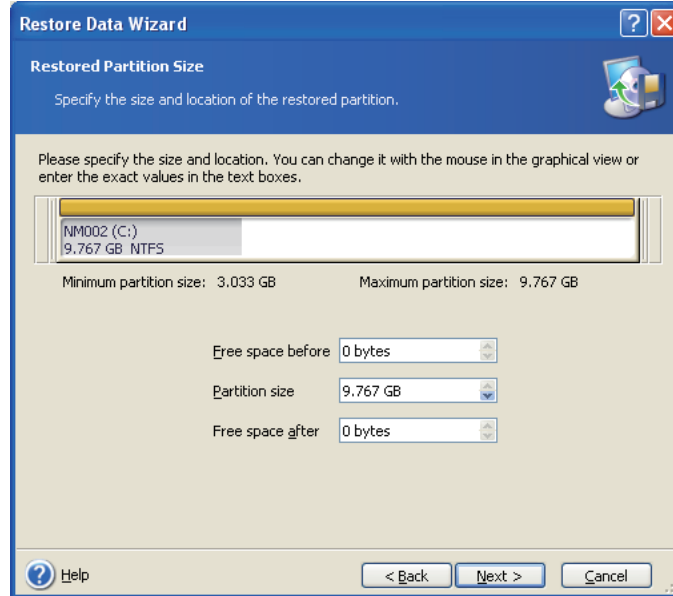 Restore Data Wizard
Restored Partition Size
Specify the size and location of the restored partition.
Please specify the size and location. You can change it with the mouse in the graphical view or
enter the exact values in the text boxes.
NM002 (C:)
9.767 GB NTFS
Minimum partition size: 3.033 GB Maximum partition size: 9.767 GB
Free space before 0 bytes
Partition size 9.767 GB
Free space after 0 bytes
? Help < Back Next > Cancel